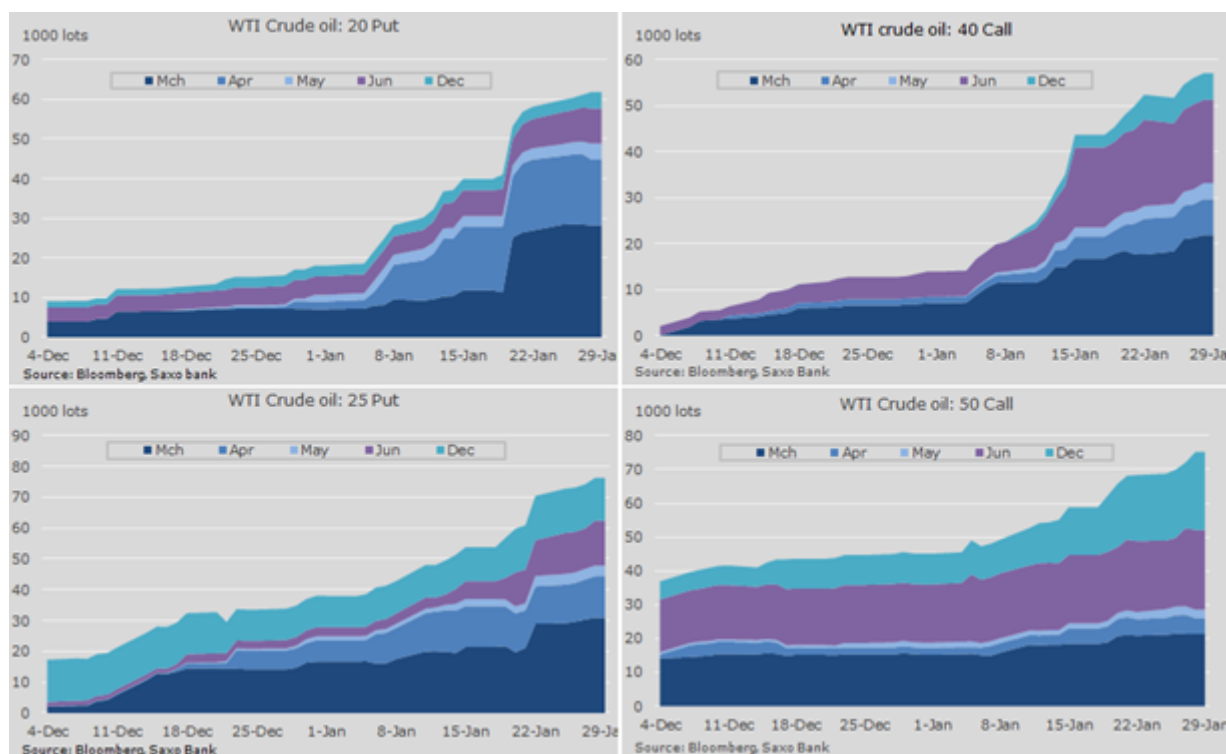 WTI Crude oil: 20 Put
1000 lots
70
Mch Apr May Jun Dec
60
50
40
30
20
10
0
4-Dec 11-Dec 18-Dec 25-Dec 1-Jan 8-Jan 15-Jan 22-Jan 29-Ja
Source: Bloomberg, Saxo bank
WTI crude oil: 40 Call
1000 lots
60
Mch Apr May Jun Dec
50
40
30
20
10
0
4-Dec 11-Dec 18-Dec 25-Dec 1-Jan 8-Jan 15-Jan 22-Jan 29-Ja
Source: Bloomberg, Saxo Bank
WTI Crude oil: 25 Put
1000 lots
90
Mch Apr May Jun Dec
80
70
60
50
40
30
20
10
0
4-Dec 11-Dec 18-Dec 25-Dec 1-Jan 8-Jan 15-Jan 22-Jan 29-Ja
Source: Bloomberg, Saxo Bank
WTI Crude oil: 50 Call
1000 lots
80
Mch Apr May Jun Dec
70
60
50
40
30
20
10
0
4-Dec 11-Dec 18-Dec 25-Dec 1-Jan 8-Jan 15-Jan 22-Jan 29-Ja
Source: Bloomberg, Saxo Bank